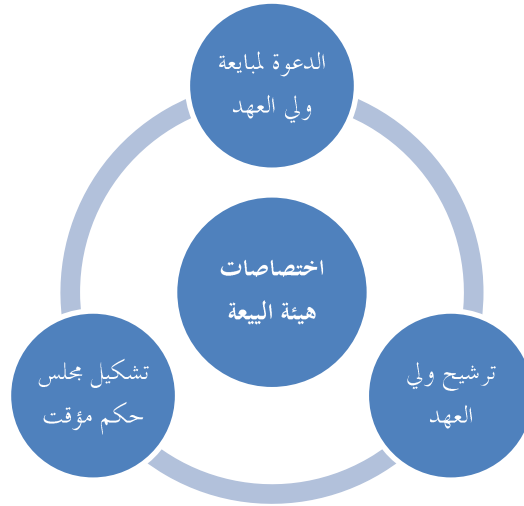 الدعوة لمبايعة
ولي العهد
اختصاصات
هيئة البيعة
ترشيح ولي
العهد
تشكيل مجلس
حكم مؤقت